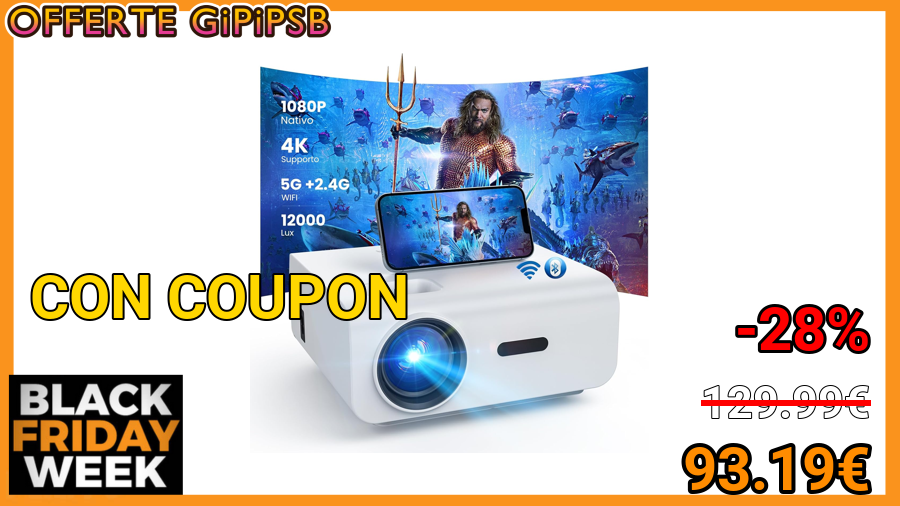 OFFERTE GiPiPSB
1080P
Nativo
4K
Supporto
5G +2.4G
WIFI
12000
Lux
CON COUPON
-28%
129.99€
93.19€
BLACK
FRIDAY
WEEK